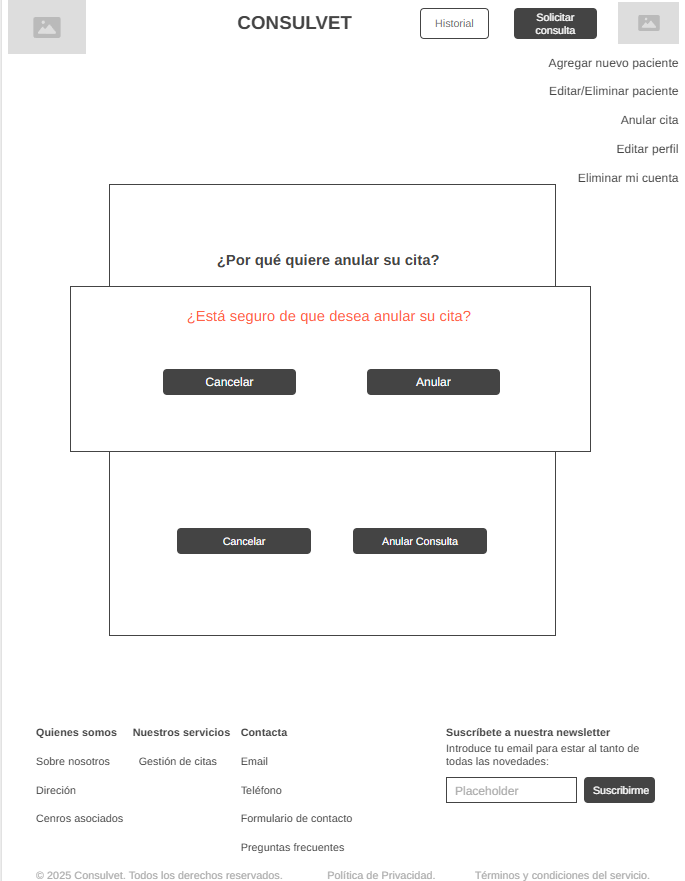 CONSULVET
Historial
Solicitar
consulta
Agregar nuevo paciente
Editar/Eliminar paciente
Anular cita
Editar perfil
Eliminar mi cuenta
¿Por qué quiere anular su cita?
¿Está seguro de que desea anular su cita?
Cancelar
Anular
Cancelar
Anular Consulta
Quienes somos
Sobre nosotros
Direción
Cenros asociados
Nuestros servicios
Gestión de citas
Contacta
Email
Teléfono
Formulario de contacto
Preguntas frecuentes
Suscríbete a nuestra newsletter
Introduce tu email para estar al tanto de
todas las novedades:
Placeholder
Suscribirme
© 2025 Consulvet. Todos los derechos reservados.
Política de Privacidad.
Términos y condiciones del servicio.